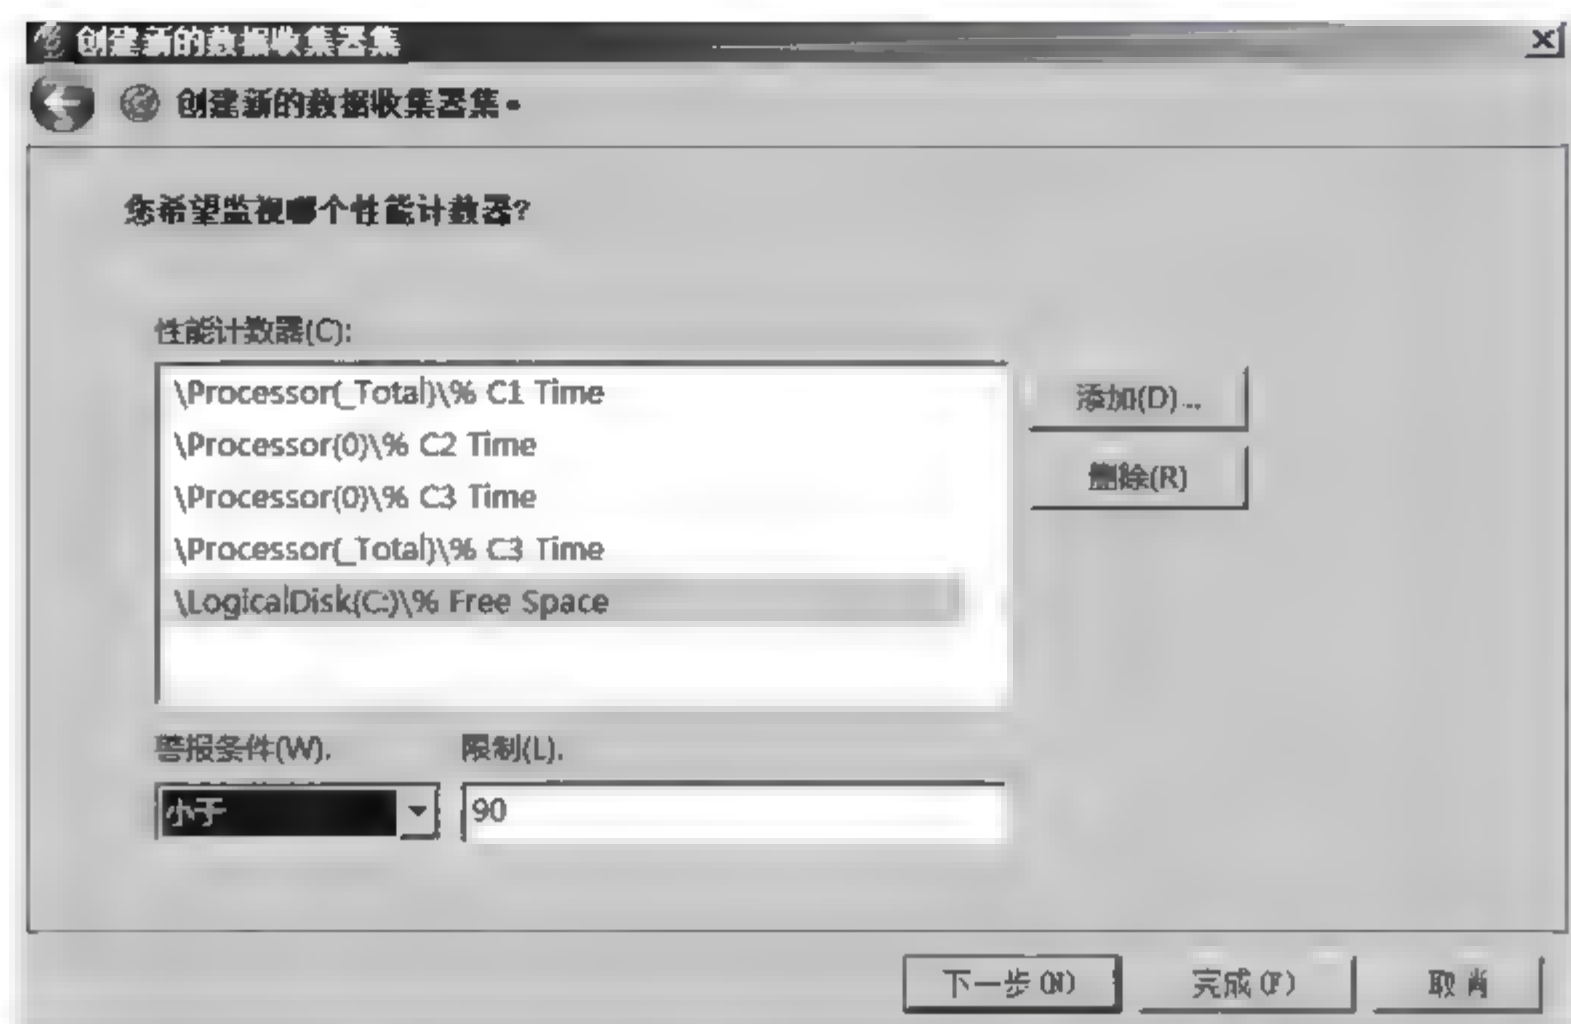 创建新的数据收集器集
创建新的数据收集器集。
您希望监视哪个性能计数器?
性能计数器(C):
\Processor(_Total)\% C1 Time
\Processor(0)\% C2 Time
\Processor(0)\% C3 Time
\Processor(_Total)\% C3 Time
\LogicalDisk(C:)\% Free Space
添加(D)...
删除(R)
警报条件(W):
限制(L):
小于
90
下一步(N)
完成(F)
取消